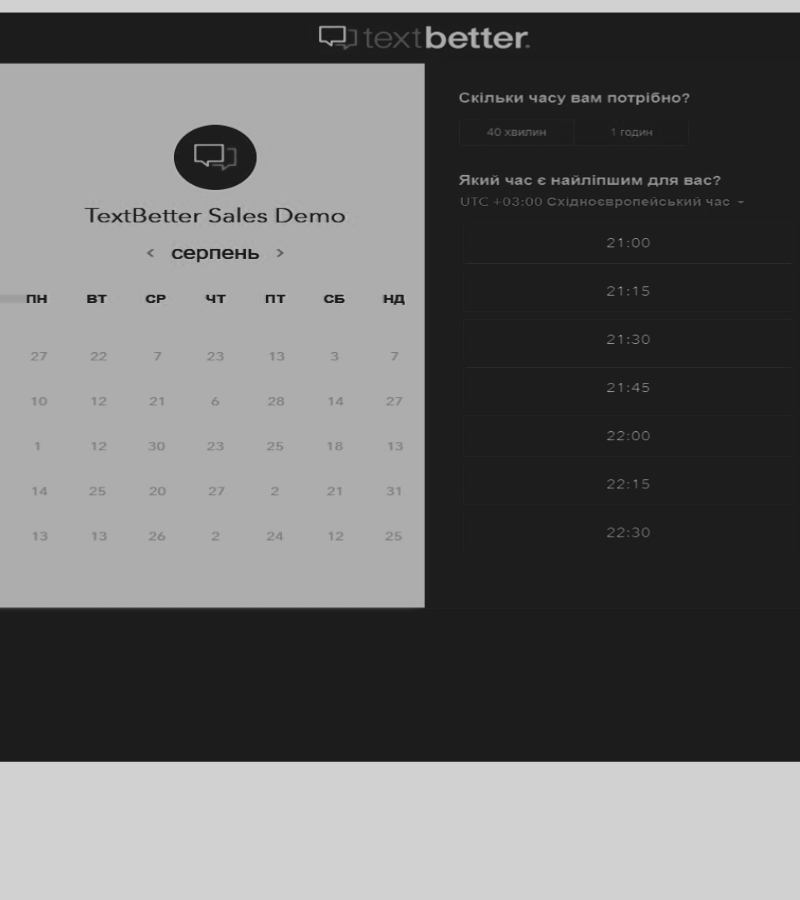 textbetter.
TextBetter Sales Demo
< серпень >
ПН ВТ СР ЧТ ПТ СБ НД
27 22 7 23 13 3 7
10 12 21 6 28 14 27
1 12 30 23 25 18 13
14 25 20 27 2 21 31
13 13 26 2 24 12 25
Скільки часу вам потрібно?
40 хвилин 1 годин
Який час є найліпшим для вас?
UTC +03:00 Східноєвропейський час
21:00
21:15
21:30
21:45
22:00
22:15
22:30